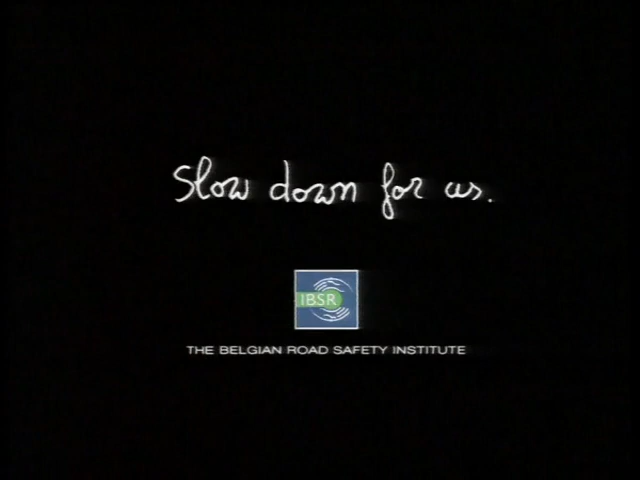 Slow down for us.
IBSR
THE BELGIAN ROAD SAFETY INSTITUTE